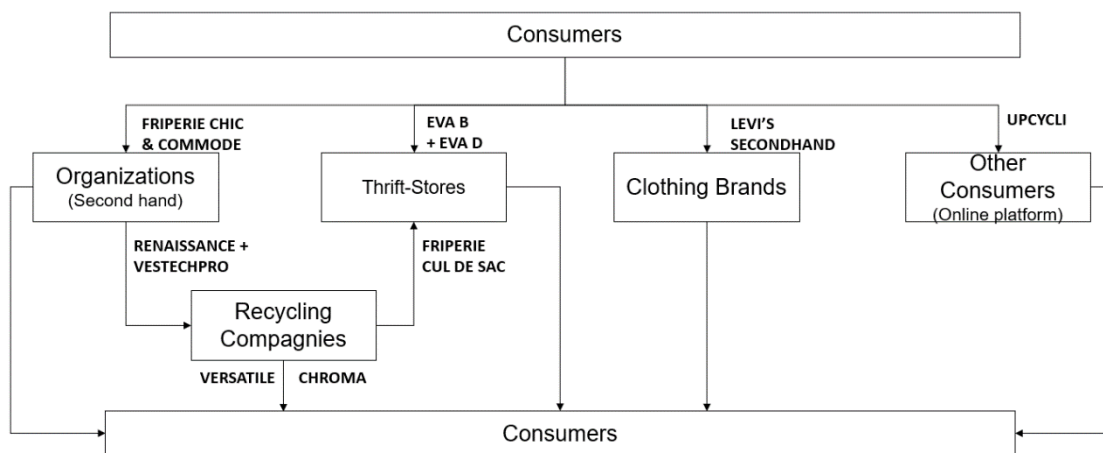 Consumers
FRIPERIE CHIC
& COMMODE
EVA B
+ EVA D
LEVI'S
SECONDHAND
UPCYCLI
Organizations
(Second hand)
Thrift-Stores
Clothing Brands
Other
Consumers
(Online platform)
RENAISSANCE +
VESTECHPRO
FRIPERIE
CUL DE SAC
Recycling
Compagnies
VERSATILE
CHROMA
Consumers